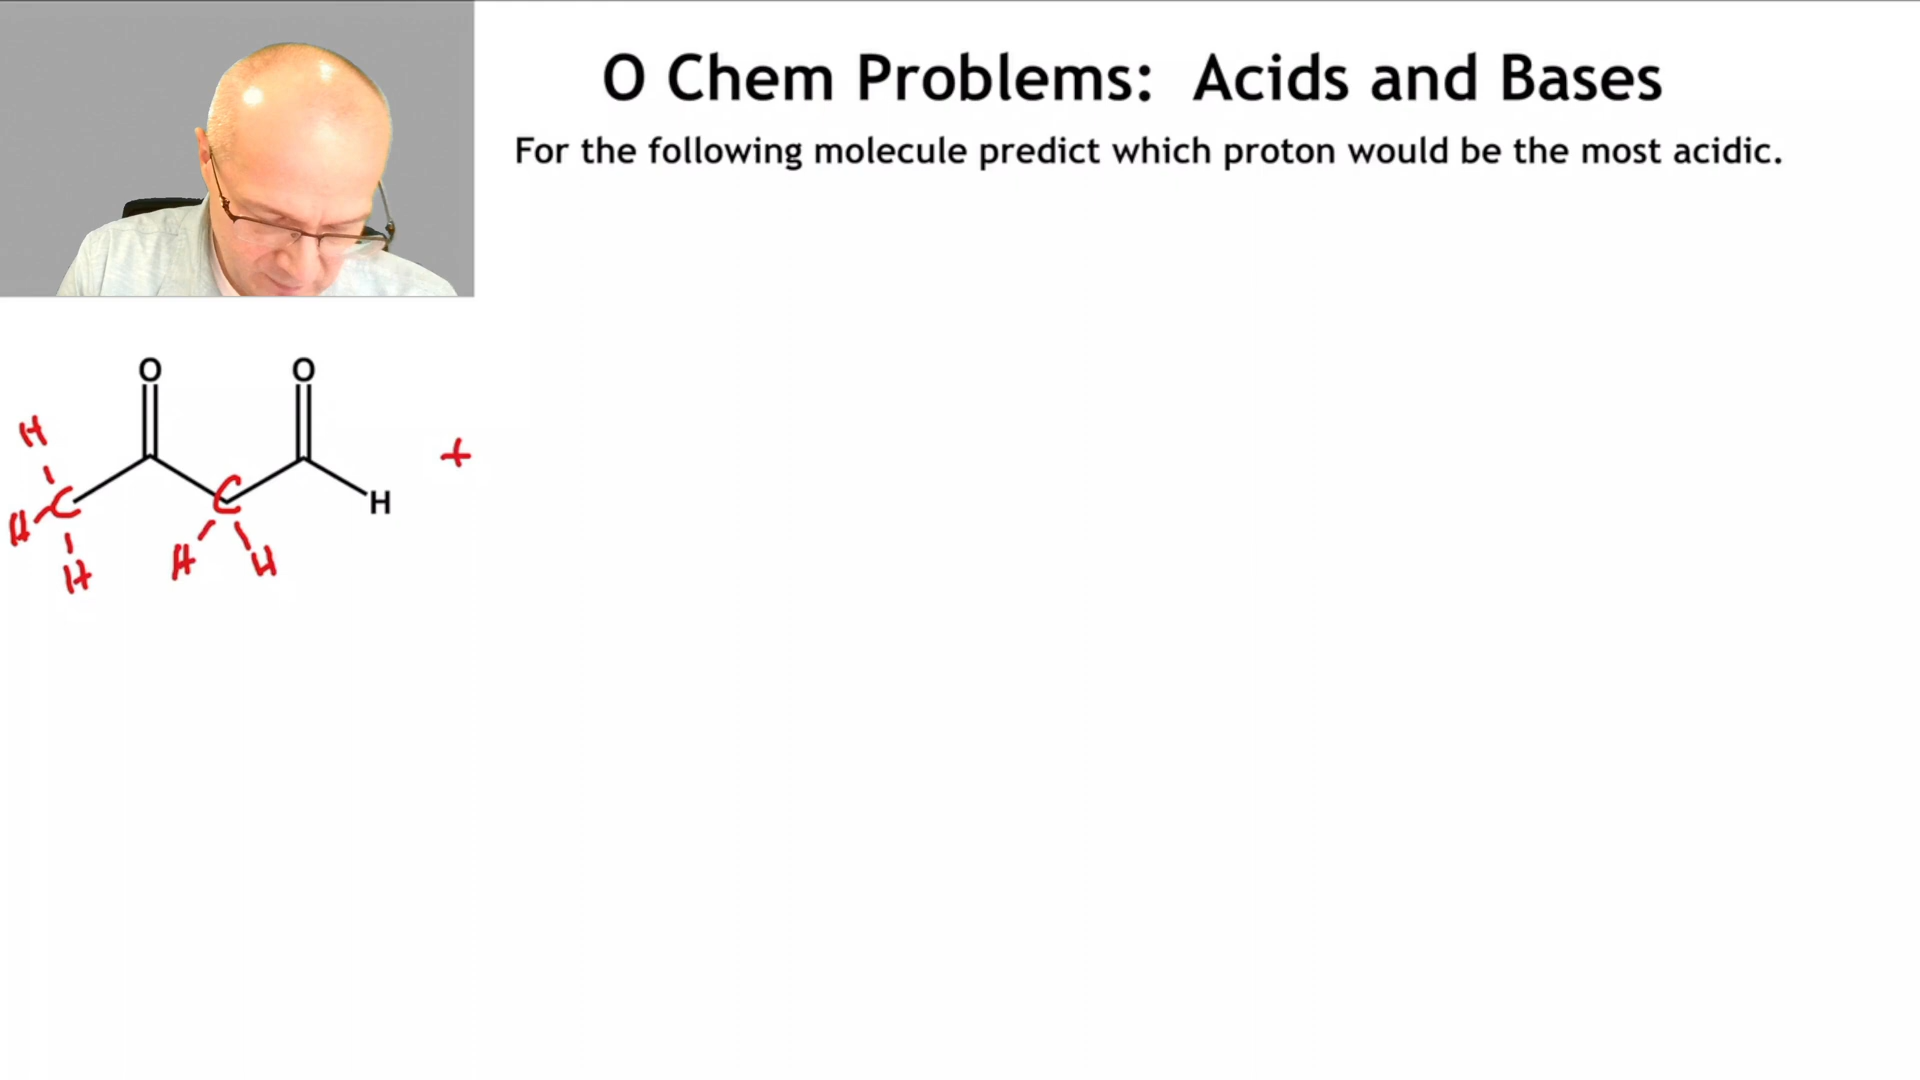 O Chem Problems: Acids and Bases
For the following molecule predict which proton would be the most acidic.
O O
H
+
H C C H
H H H